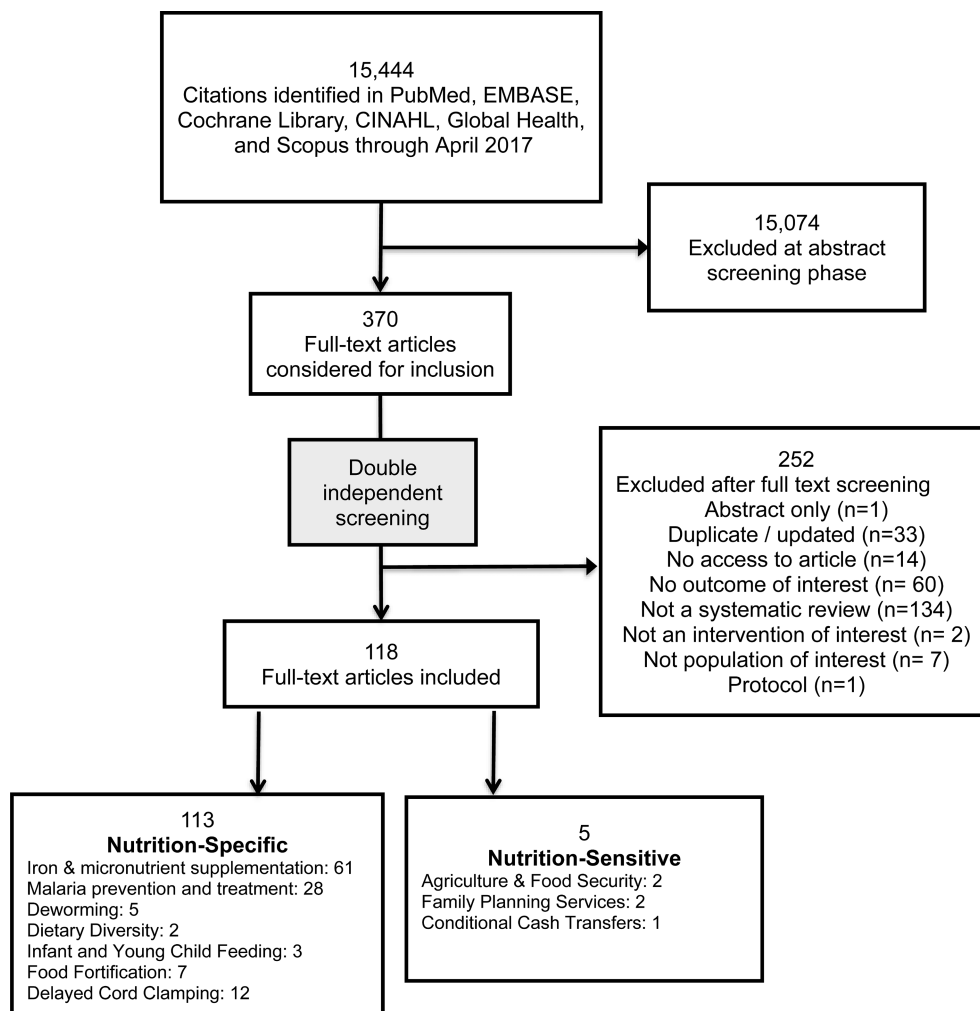 15,444
Citations identified in PubMed, EMBASE,
Cochrane Library, CINAHL, Global Health,
and Scopus through April 2017
15,074
Excluded at abstract
screening phase
370
Full-text articles
considered for inclusion
Double
independent
screening
252
Excluded after full text screening
Abstract only (n=1)
Duplicate / updated (n=33)
No access to article (n=14)
No outcome of interest (n= 60)
Not a systematic review (n=134)
Not an intervention of interest (n= 2)
Not population of interest (n= 7)
Protocol (n=1)
118
Full-text articles included
113
Nutrition-Specific
Iron & micronutrient supplementation: 61
Malaria prevention and treatment: 28
Deworming: 5
Dietary Diversity: 2
Infant and Young Child Feeding: 3
Food Fortification: 7
Delayed Cord Clamping: 12
5
Nutrition-Sensitive
Agriculture & Food Security: 2
Family Planning Services: 2
Conditional Cash Transfers: 1